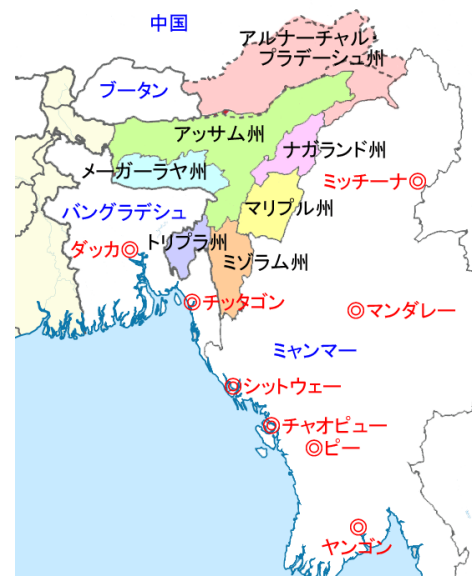 中国
アルナーチャル
プラデーシュ州
ブータン
アッサム州
ナガランド州
メーガーラヤ州
ミッチーナ
バングラデシュ
マリプル州
ダッカ
トリプラ州
ミゾラム州
チッタゴン
マンダレー
ミャンマー
シットウェー
チャオピュー
ピー
ヤンゴン